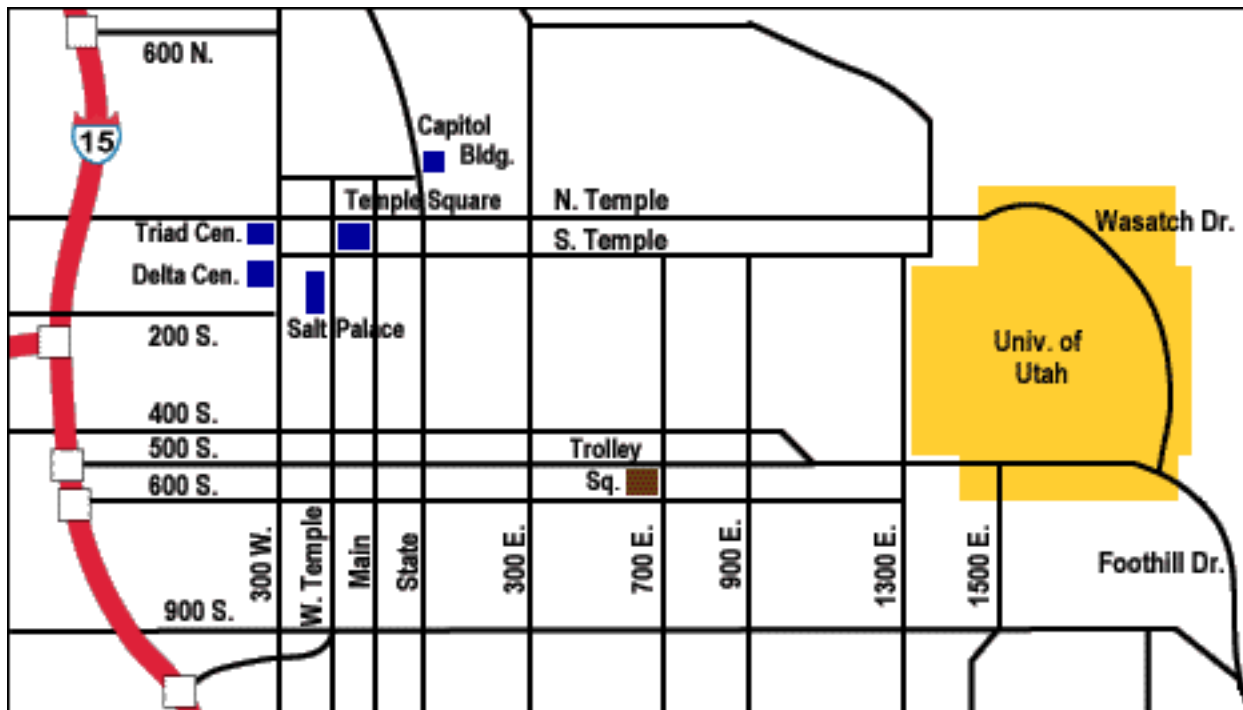 600 N.
15
Capitol
Bldg.
Temple Square
N. Temple
Triad Cen.
S. Temple
Wasatch Dr.
Delta Cen.
Salt Palace
200 S.
Univ. of
Utah
400 S.
500 S.
Trolley
Sq.
600 S.
300 W.
W. Temple
Main
State
300 E.
700 E.
900 E.
1300 E.
1500 E.
Foothill Dr.
900 S.